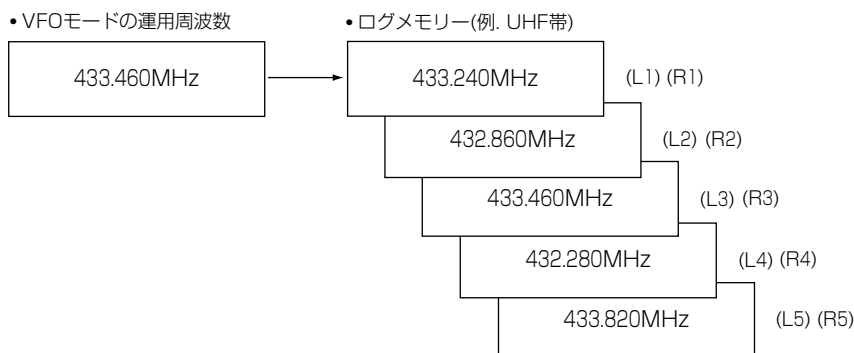 • VFOモードの運用周波数
• ログメモリー(例. UHF帯)
433.460MHz
433.240MHz
(L1) (R1)
432.860MHz
(L2) (R2)
433.460MHz
(L3) (R3)
432.280MHz
(L4) (R4)
433.820MHz
(L5) (R5)